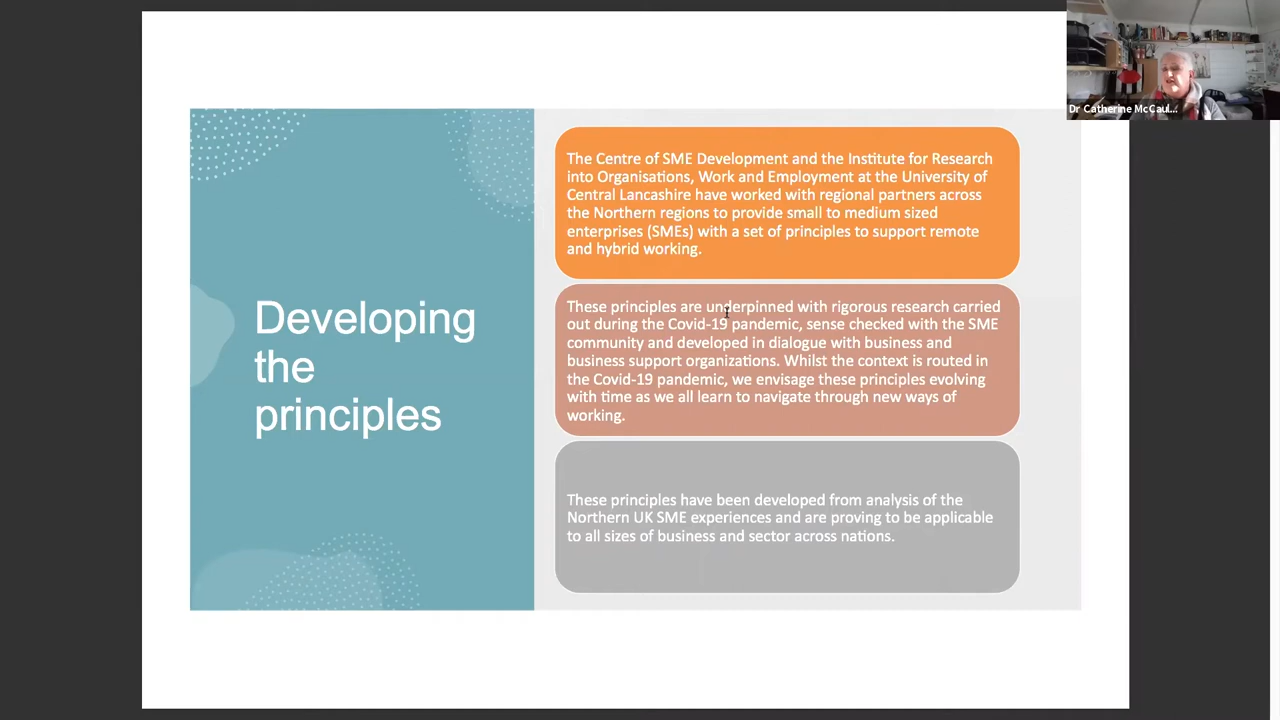 Dr Catherine McCaul...
Developing
the
principles
The Centre of SME Development and the Institute for Research
into Organisations, Work and Employment at the University of
Central Lancashire have worked with regional partners across
the Northern regions to provide small to medium sized
enterprises (SMEs) with a set of principles to support remote
and hybrid working.
These principles are underpinned with rigorous research carried
out during the Covid-19 pandemic, sense checked with the SME
community and developed in dialogue with business and
business support organizations. Whilst the context is routed in
the Covid-19 pandemic, we envisage these principles evolving
with time as we all learn to navigate through new ways of
working.
These principles have been developed from analysis of the
Northern UK SME experiences and are proving to be applicable
to all sizes of business and sector across nations.